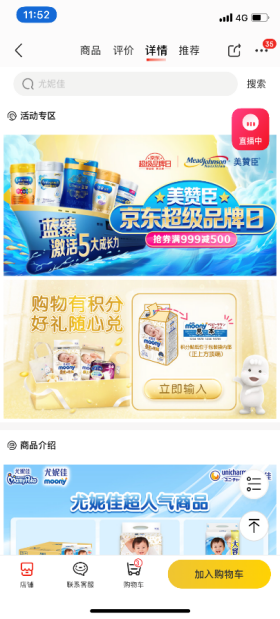 11:52
4G
商品 评价 详情 推荐
35
尤妮佳 搜索
活动专区
直播中
京东超级品牌日
MeadJohnson 美赞臣
美赞臣
蓝臻 京东超级品牌日
激活5大成长力 抢券满999减500
购物有积分
好礼随心兑
moony
立即输入
商品介绍
尤妮佳 尤妮佳 unicharm
moony
尤妮佳超人气商品
店铺 联系客服 购物车 加入购物车